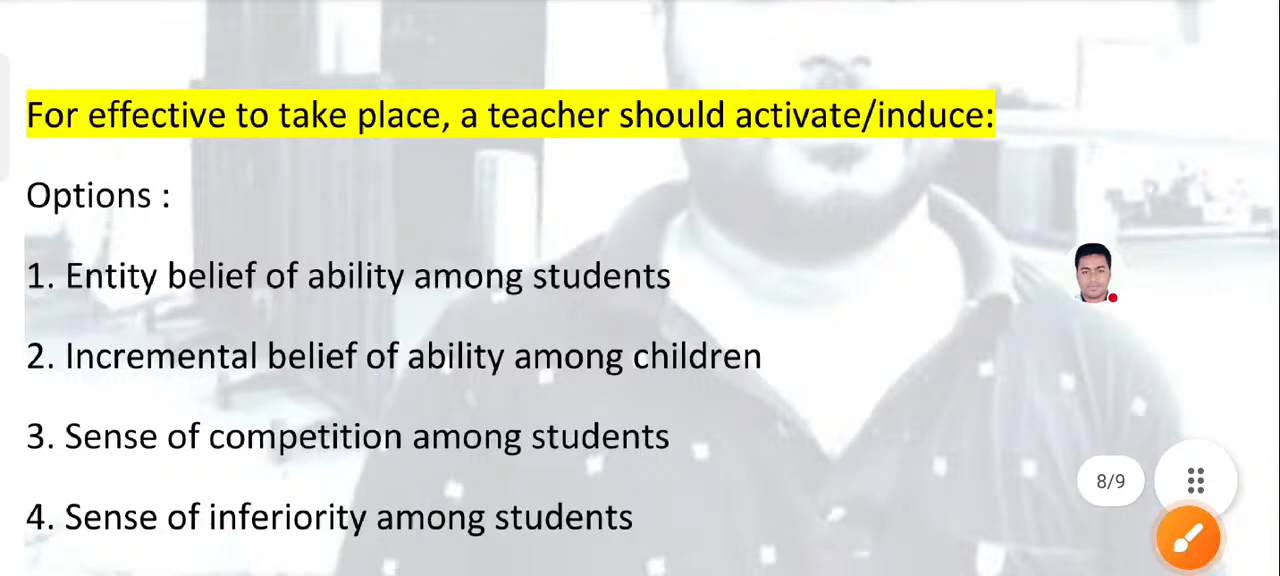 For effective to take place, a teacher should activate/induce:
Options :
1. Entity belief of ability among students
2. Incremental belief of ability among children
3. Sense of competition among students
4. Sense of inferiority among students
8/9